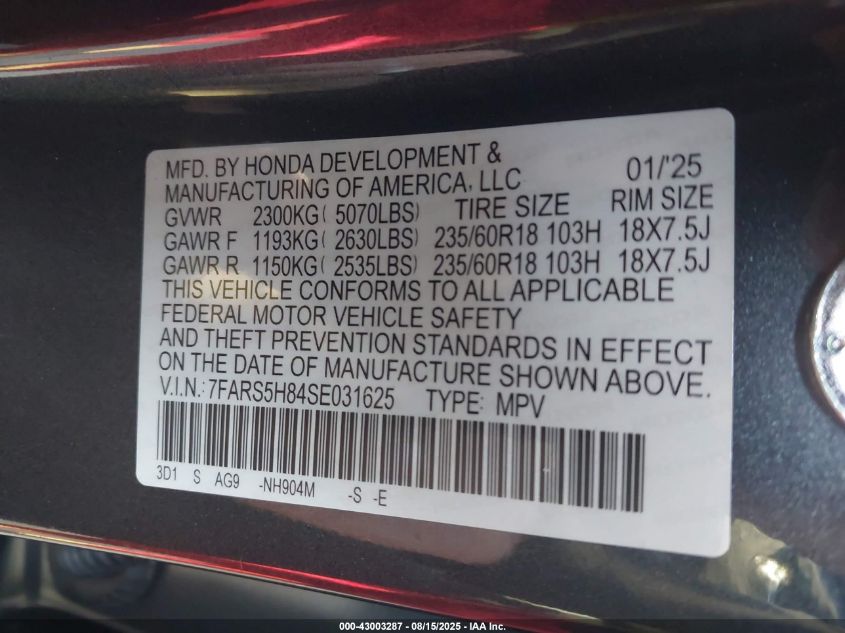 MFD. BY HONDA DEVELOPMENT & 01/'25
MANUFACTURING OF AMERICA, LLC
GVWR 2300KG( 5070LBS) TIRE SIZE RIM SIZE
GAWR F 1193KG( 2630LBS) 235/60R18 103H 18X7.5J
GAWR R 1150KG( 2535LBS) 235/60R18 103H 18X7.5J
THIS VEHICLE CONFORMS TO ALL APPLICABLE
FEDERAL MOTOR VEHICLE SAFETY
AND THEFT PREVENTION STANDARDS IN EFFECT
ON THE DATE OF MANUFACTURE SHOWN ABOVE.
V.I.N.: 7FARS5H84SE031625 TYPE: MPV
3D1 S AG9 -NH904M -S -E
000-43003287 - 08/15/2025 - IAA Inc.